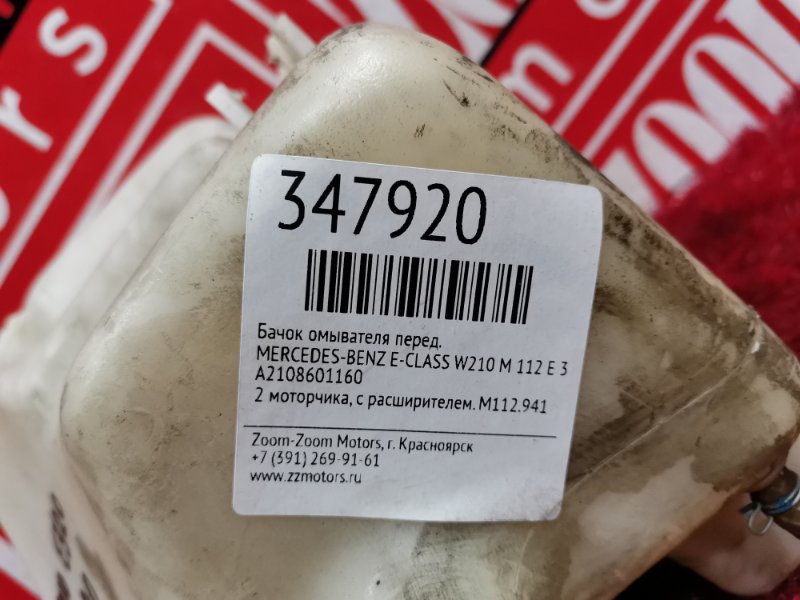 347920
Бачок омывателя перед.
MERCEDES-BENZ E-CLASS W210 M 112 E 3
A2108601160
2 моторчика, с расширителем. M112.941
Zoom-Zoom Motors, г. Красноярск
+7 (391) 269-91-61
www.zzmotors.ru